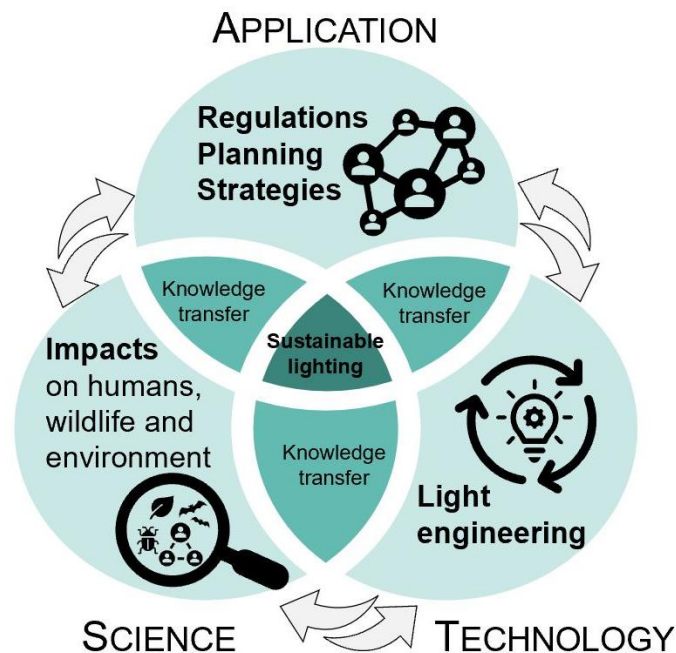 APPLICATION
Regulations
Planning
Strategies
Knowledge
transfer
Knowledge
transfer
Sustainable
lighting
Impacts
on humans,
wildlife and
environment
Knowledge
transfer
Light
engineering
SCIENCE
TECHNOLOGY